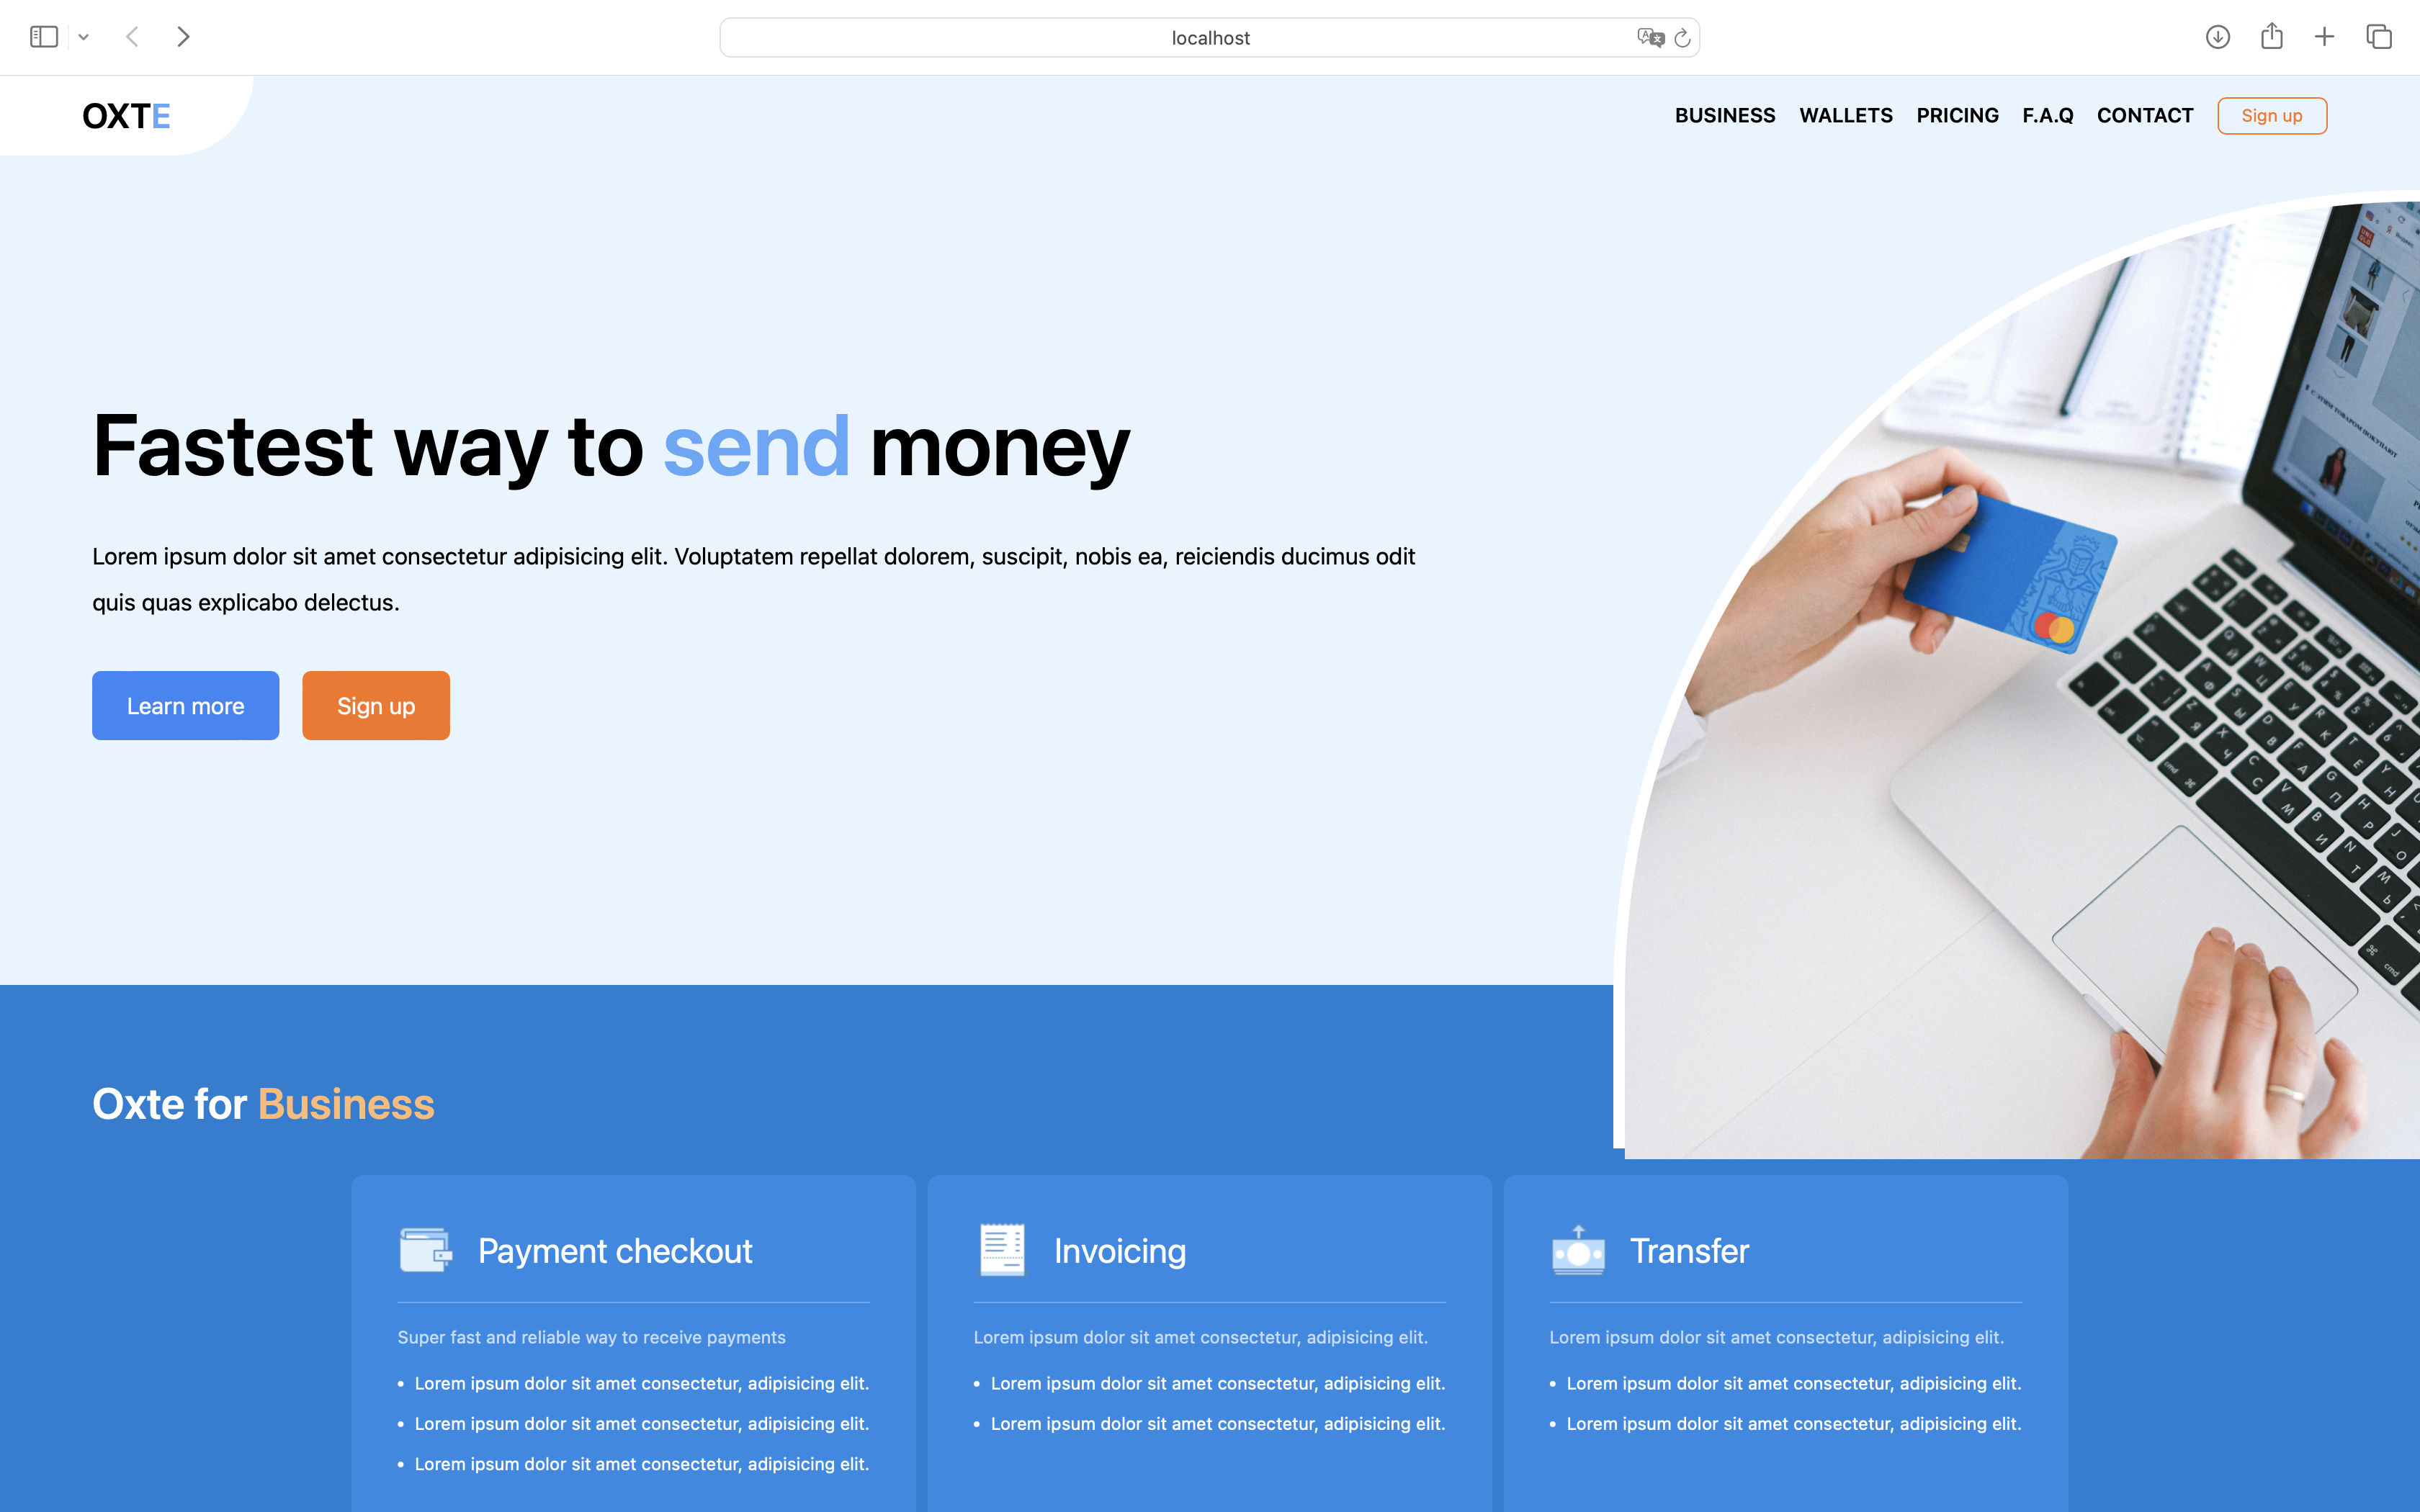 localhost
OXTE
BUSINESS WALLETS PRICING F.A.Q CONTACT Sign up
Fastest way to send money
Lorem ipsum dolor sit amet consectetur adipisicing elit. Voluptatem repellat dolorem, suscipit, nobis ea, reiciendis ducimus odit
quis quas explicabo delectus.
Learn more
Sign up
Oxte for Business
Payment checkout
Super fast and reliable way to receive payments
• Lorem ipsum dolor sit amet consectetur, adipisicing elit.
• Lorem ipsum dolor sit amet consectetur, adipisicing elit.
• Lorem ipsum dolor sit amet consectetur, adipisicing elit.
Invoicing
Lorem ipsum dolor sit amet consectetur, adipisicing elit.
• Lorem ipsum dolor sit amet consectetur, adipisicing elit.
• Lorem ipsum dolor sit amet consectetur, adipisicing elit.
Transfer
Lorem ipsum dolor sit amet consectetur, adipisicing elit.
• Lorem ipsum dolor sit amet consectetur, adipisicing elit.
• Lorem ipsum dolor sit amet consectetur, adipisicing elit.